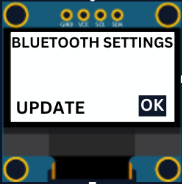 GND VCC SCL SDA
BLUETOOTH SETTINGS
UPDATE OK